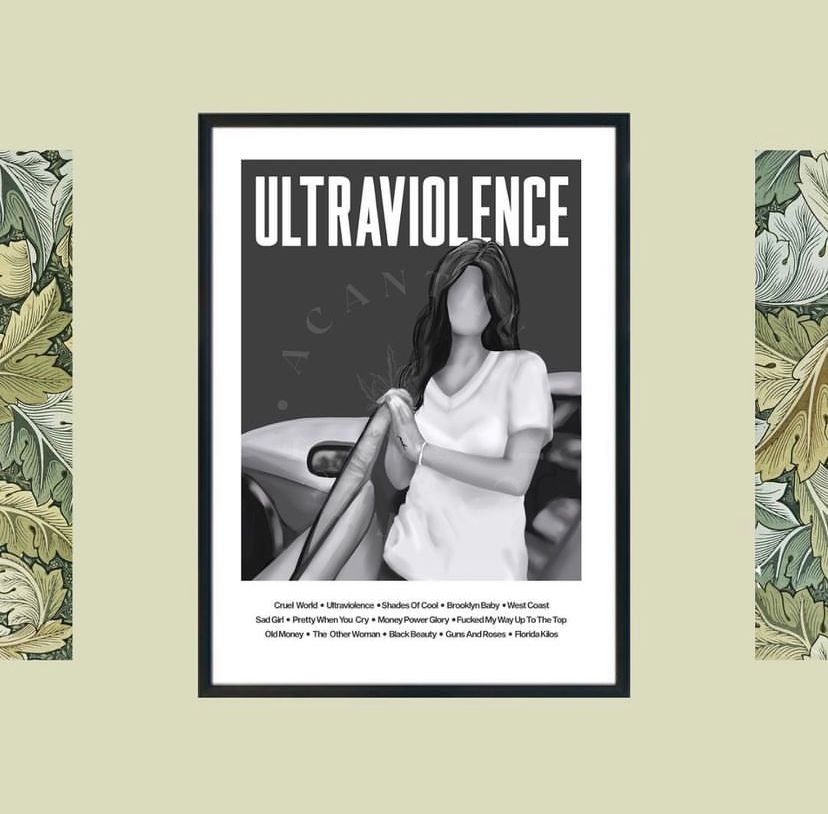 ULTRAVIOLENCE
ACANT
Cruel World • Ultraviolence • Shades Of Cool • Brooklyn Baby • West Coast
Sad Girl • Pretty When You Cry • Money Power Glory • Fucked My Way Up To The Top
Old Money • The Other Woman • Black Beauty • Guns And Roses • Florida Kilos